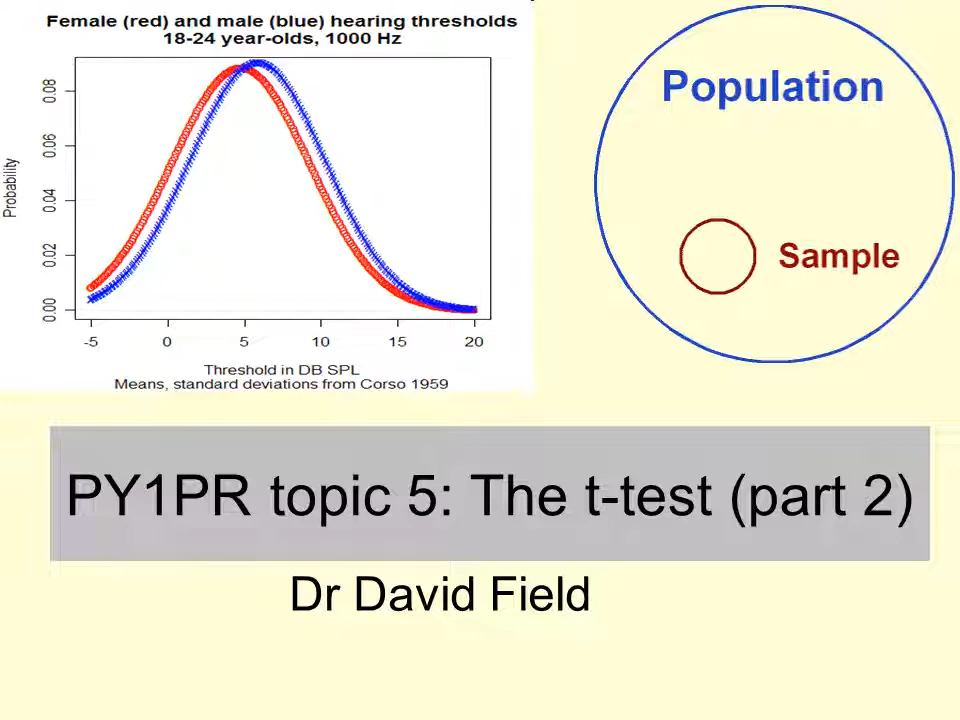 Female (red) and male (blue) hearing thresholds
18-24 year-olds, 1000 Hz
Probability
0.08
0.06
0.04
0.02
0.00
-5 0 5 10 15 20
Threshold in DB SPL
Means, standard deviations from Corso 1959
Population
Sample
PY1PR topic 5: The t-test (part 2)
Dr David Field